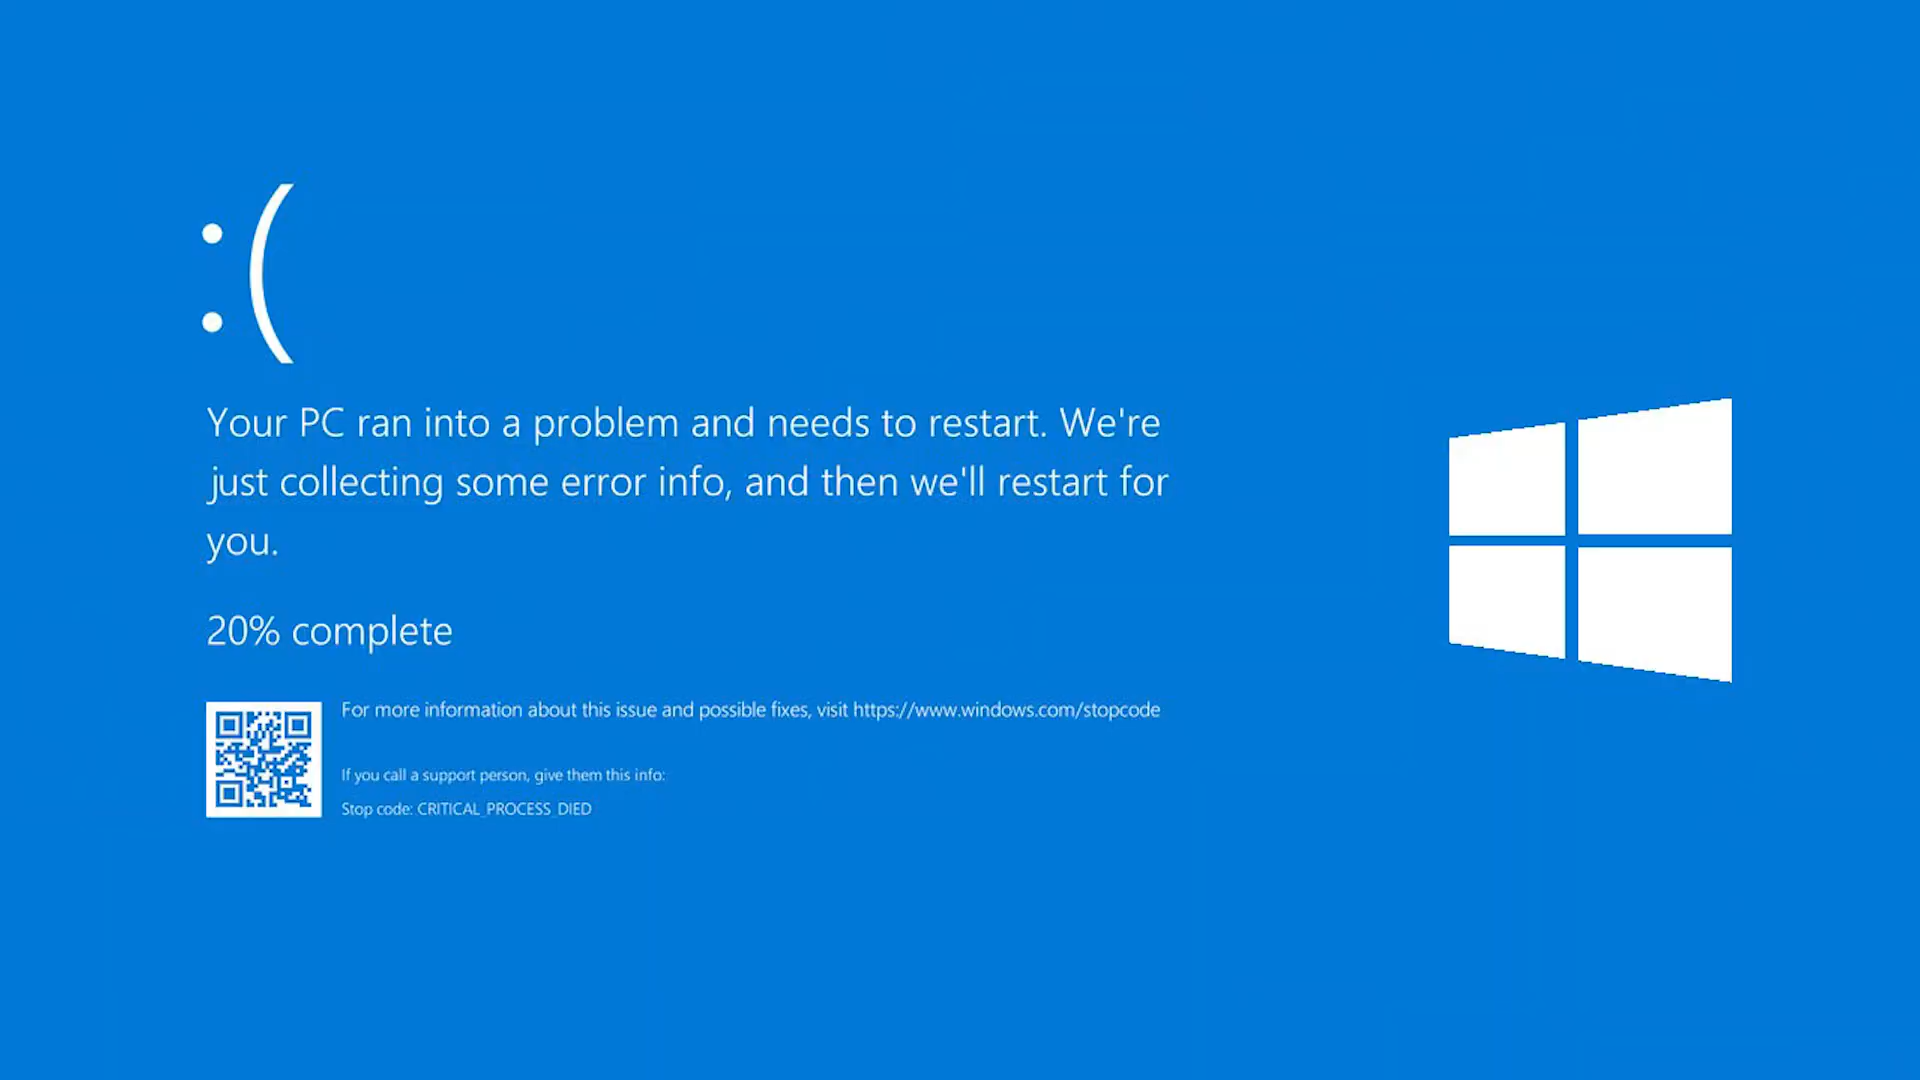 :(
Your PC ran into a problem and needs to restart. We're
just collecting some error info, and then we'll restart for
you.
20% complete
For more information about this issue and possible fixes, visit https://www.windows.com/stopcode
If you call a support person, give them this info:
Stop code: CRITICAL_PROCESS_DIED